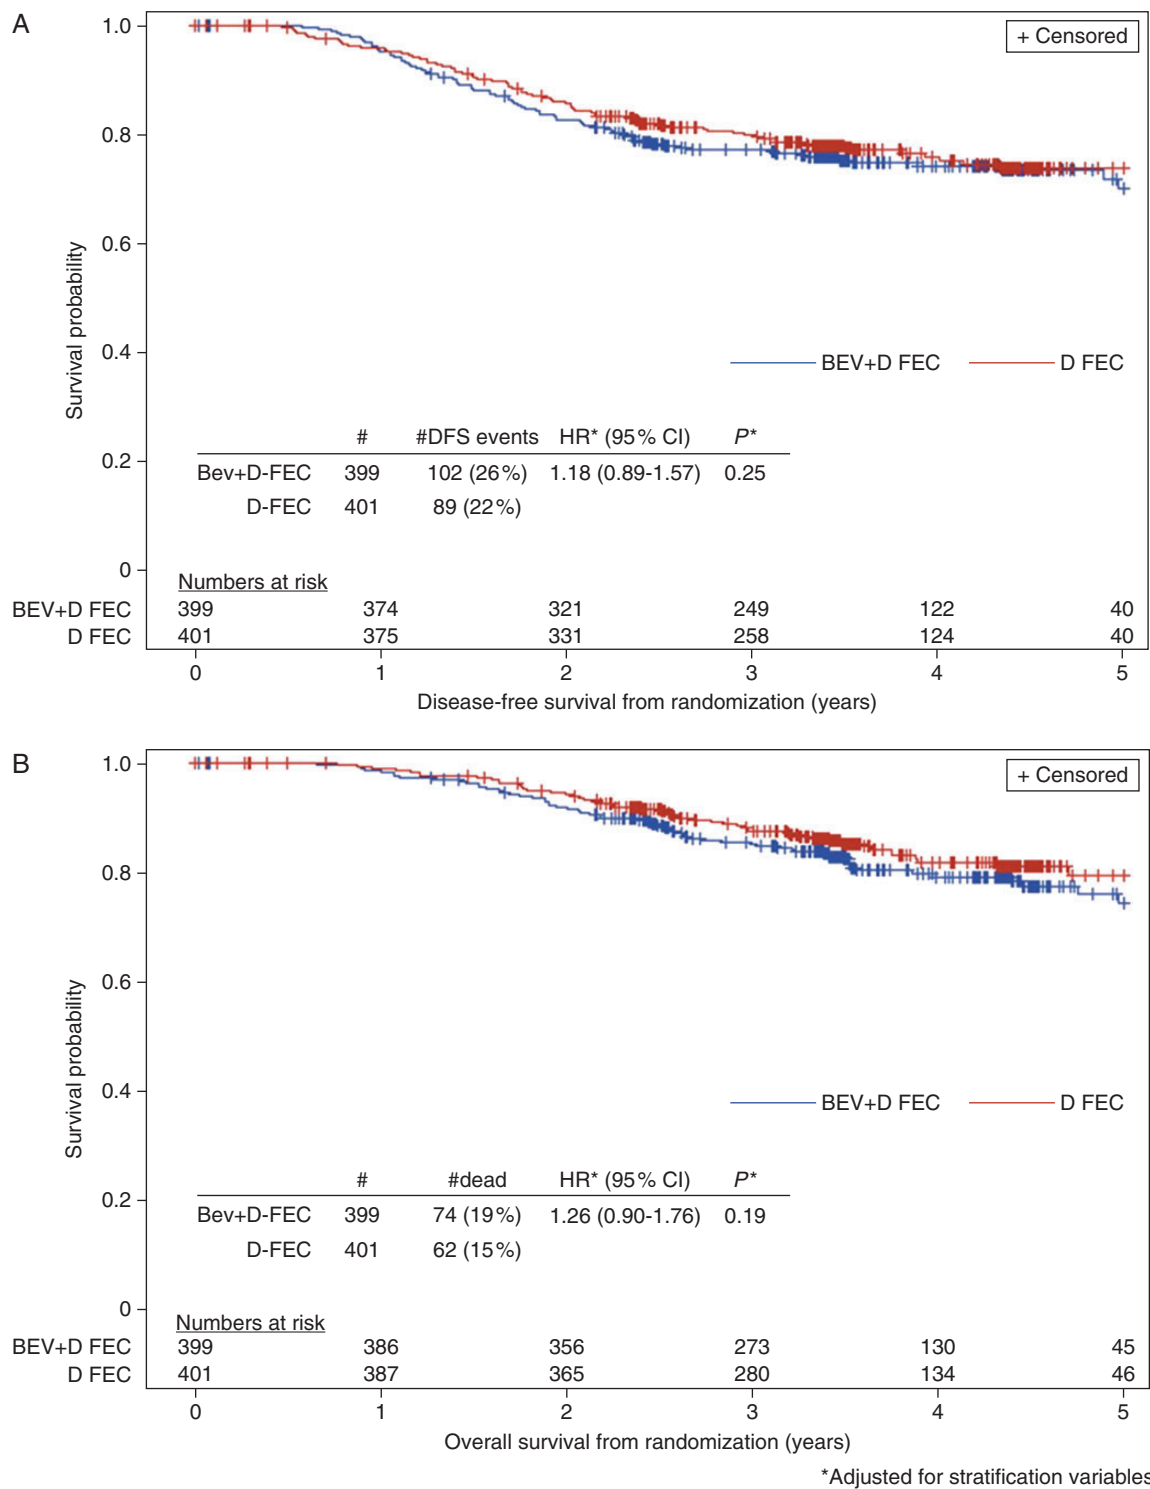 A
+ Censored
1.0
0.8
0.6
0.4
0.2
0
Survival probability
BEV+D FEC D FEC
# #DFS events HR* (95% CI) P*
Bev+D-FEC 399 102 (26%) 1.18 (0.89-1.57) 0.25
D-FEC 401 89 (22%)
Numbers at risk
BEV+D FEC 399 374 321 249 122 40
D FEC 401 375 331 258 124 40
0 1 2 3 4 5
Disease-free survival from randomization (years)
B
+ Censored
1.0
0.8
0.6
0.4
0.2
0
Survival probability
BEV+D FEC D FEC
# #dead HR* (95% CI) P*
Bev+D-FEC 399 74 (19%) 1.26 (0.90-1.76) 0.19
D-FEC 401 62 (15%)
Numbers at risk
BEV+D FEC 399 386 356 273 130 45
D FEC 401 387 365 280 134 46
0 1 2 3 4 5
Overall survival from randomization (years)
*Adjusted for stratification variables